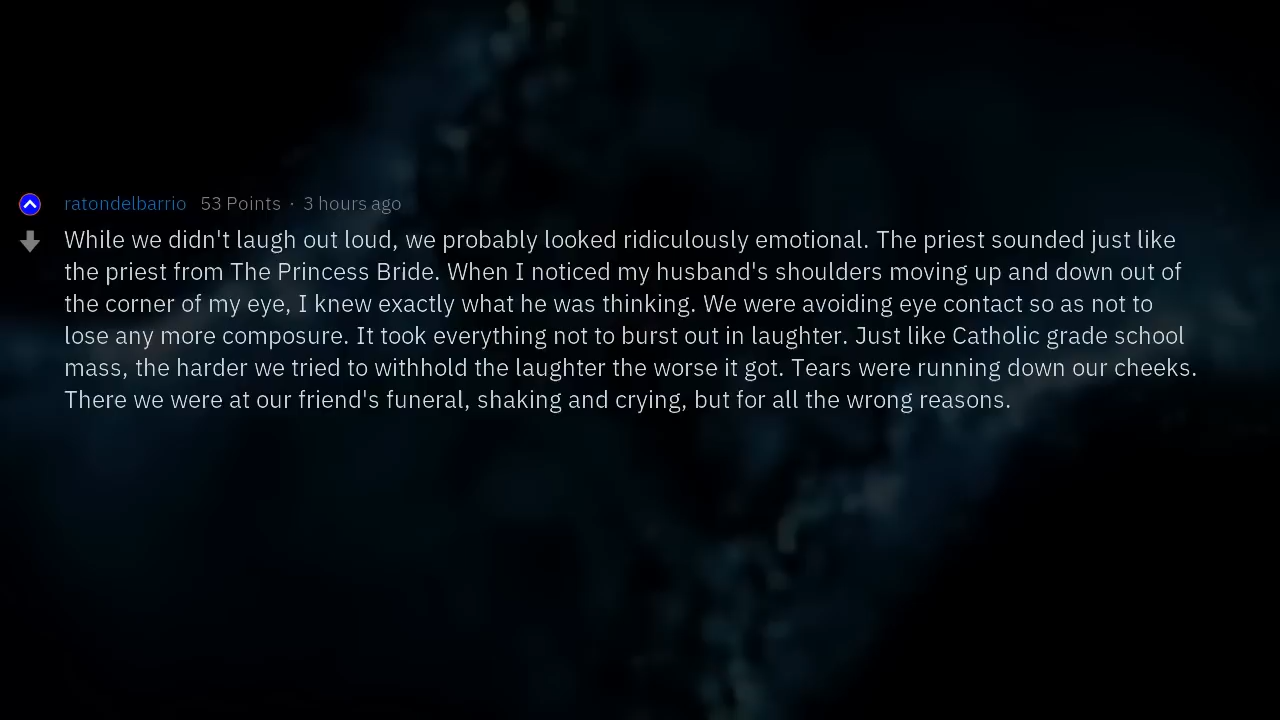 ratondelbarrio 53 Points · 3 hours ago
While we didn't laugh out loud, we probably looked ridiculously emotional. The priest sounded just like
the priest from The Princess Bride. When I noticed my husband's shoulders moving up and down out of
the corner of my eye, I knew exactly what he was thinking. We were avoiding eye contact so as not to
lose any more composure. It took everything not to burst out in laughter. Just like Catholic grade school
mass, the harder we tried to withhold the laughter the worse it got. Tears were running down our cheeks.
There we were at our friend's funeral, shaking and crying, but for all the wrong reasons.